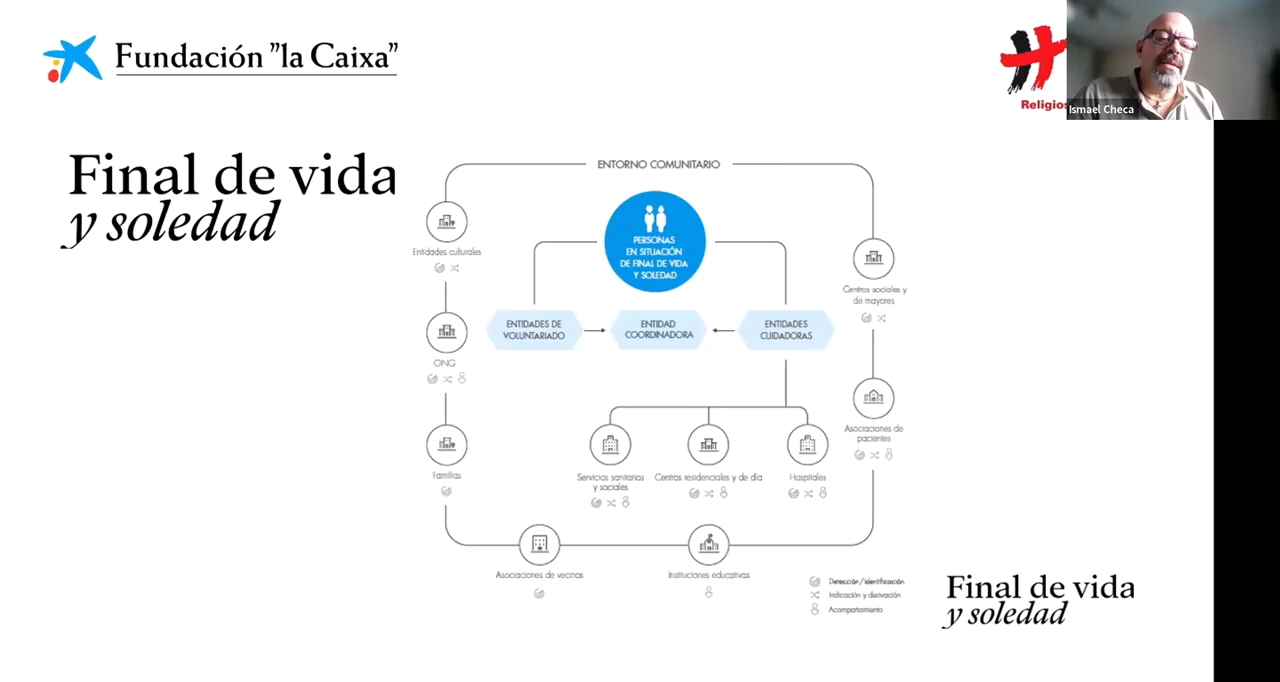 Fundación "la Caixa"
Ismael Checa
Final de vida
y soledad
ENTORNO COMUNITARIO
PERSONAS
EN SITUACIÓN
DE FINAL DE VIDA
Y SOLEDAD
Entidades culturales
Centros sociales y
de mayores
ENTIDADES DE
VOLUNTARIADO
ENTIDAD
COORDINADORA
ENTIDADES
CUIDADORAS
ONG
Asociaciones de
pacientes
Familias
Servicios sanitarios
y sociales
Centros residenciales y de día
Hospitales
Asociaciones de vecinos
Instituciones educativas
Detección/identificación
Indicación y derivación
Acompañamiento
Final de vida
y soledad